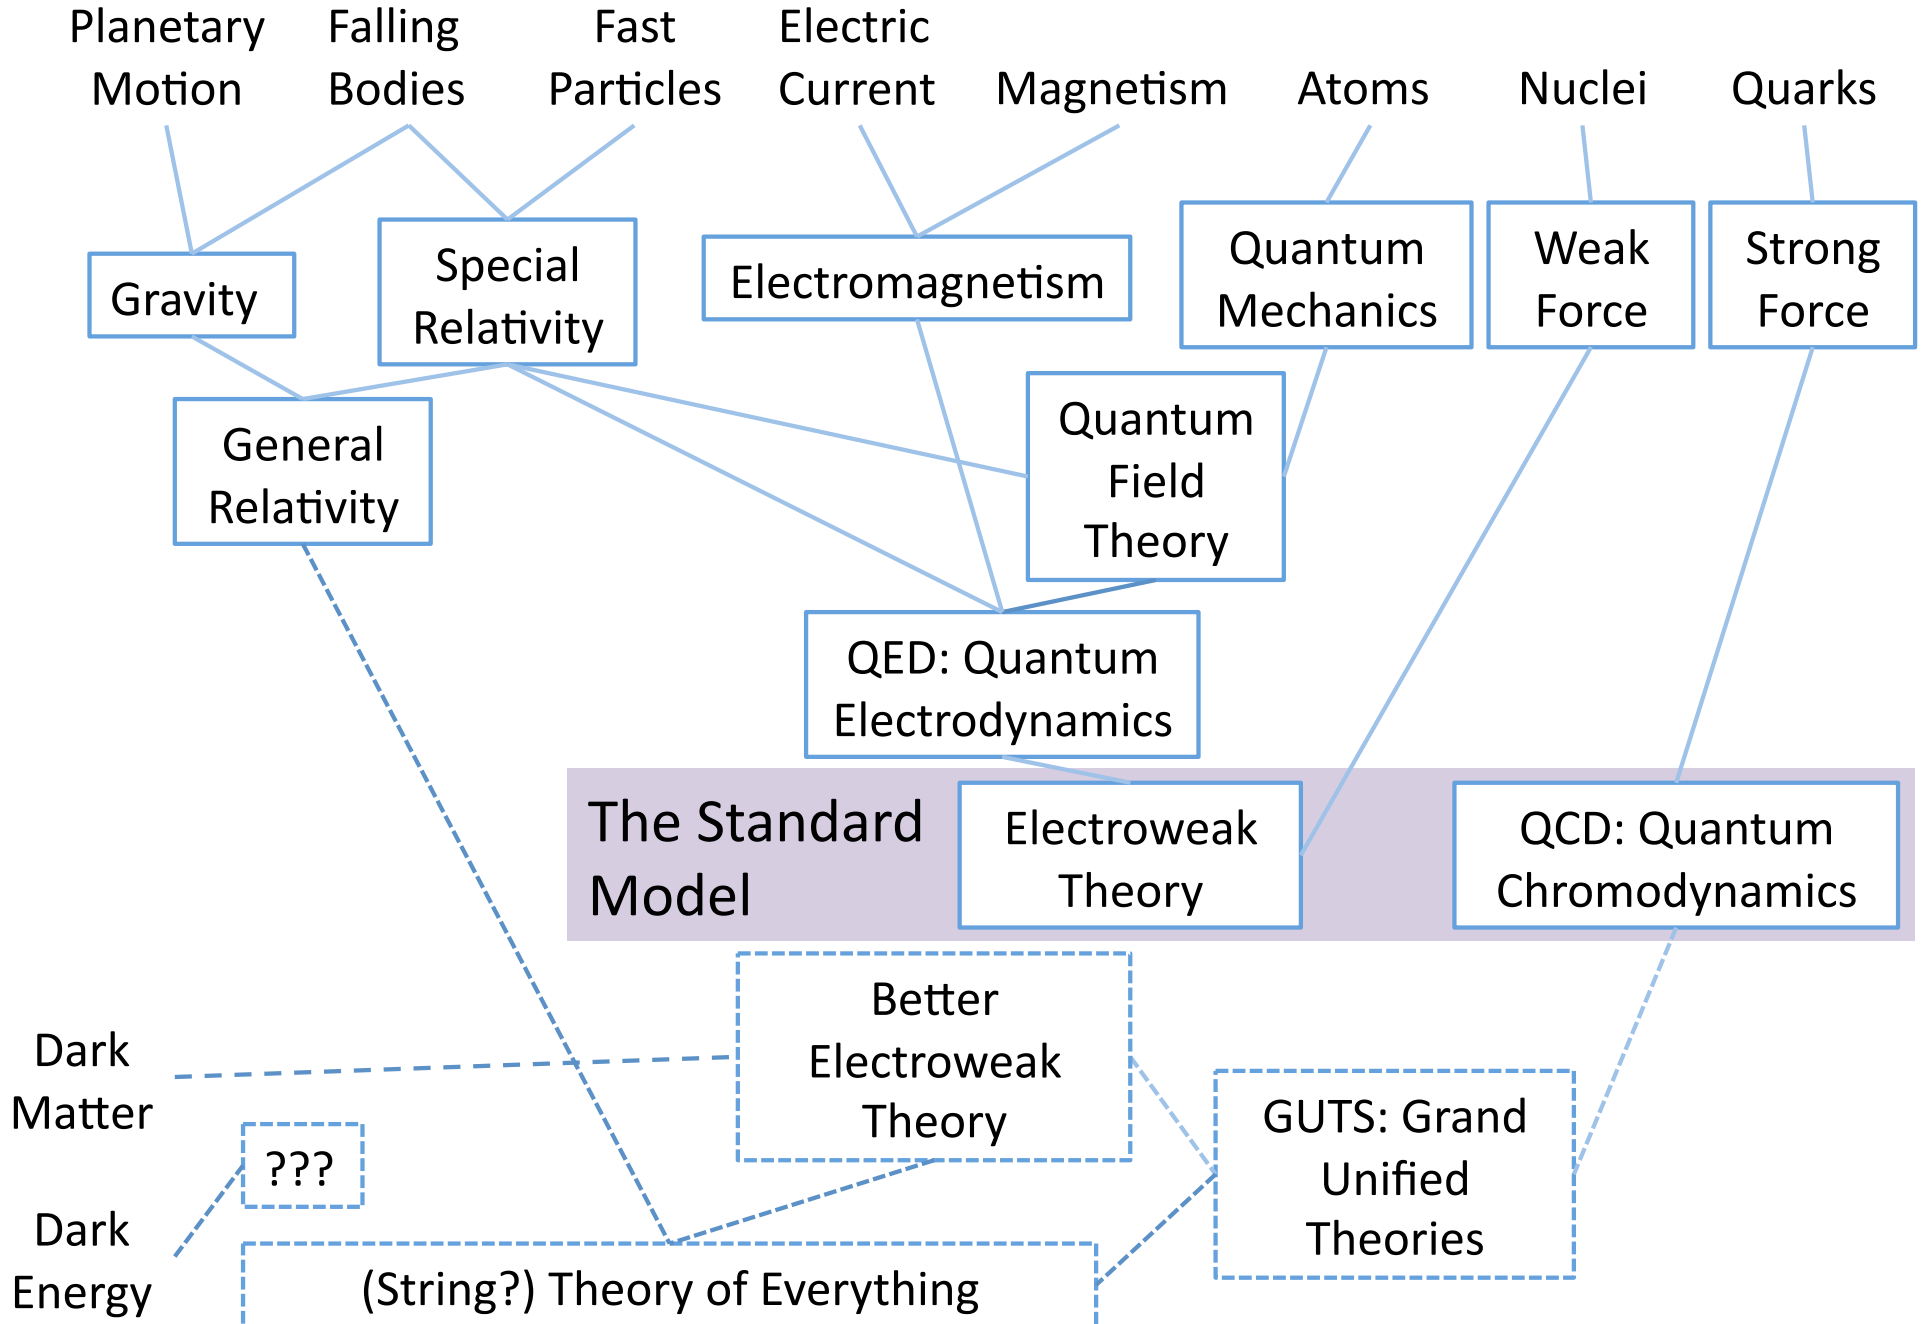 Planetary
Motion
Falling
Bodies
Fast
Particles
Electric
Current
Magnetism
Atoms
Nuclei
Quarks
Gravity
Special
Relativity
Electromagnetism
Quantum
Mechanics
Weak
Force
Strong
Force
General
Relativity
Quantum
Field
Theory
QED: Quantum
Electrodynamics
The Standard
Model
Electroweak
Theory
QCD: Quantum
Chromodynamics
Better
Electroweak
Theory
Dark
Matter
GUTS: Grand
Unified
Theories
???
Dark
Energy
(String?) Theory of Everything